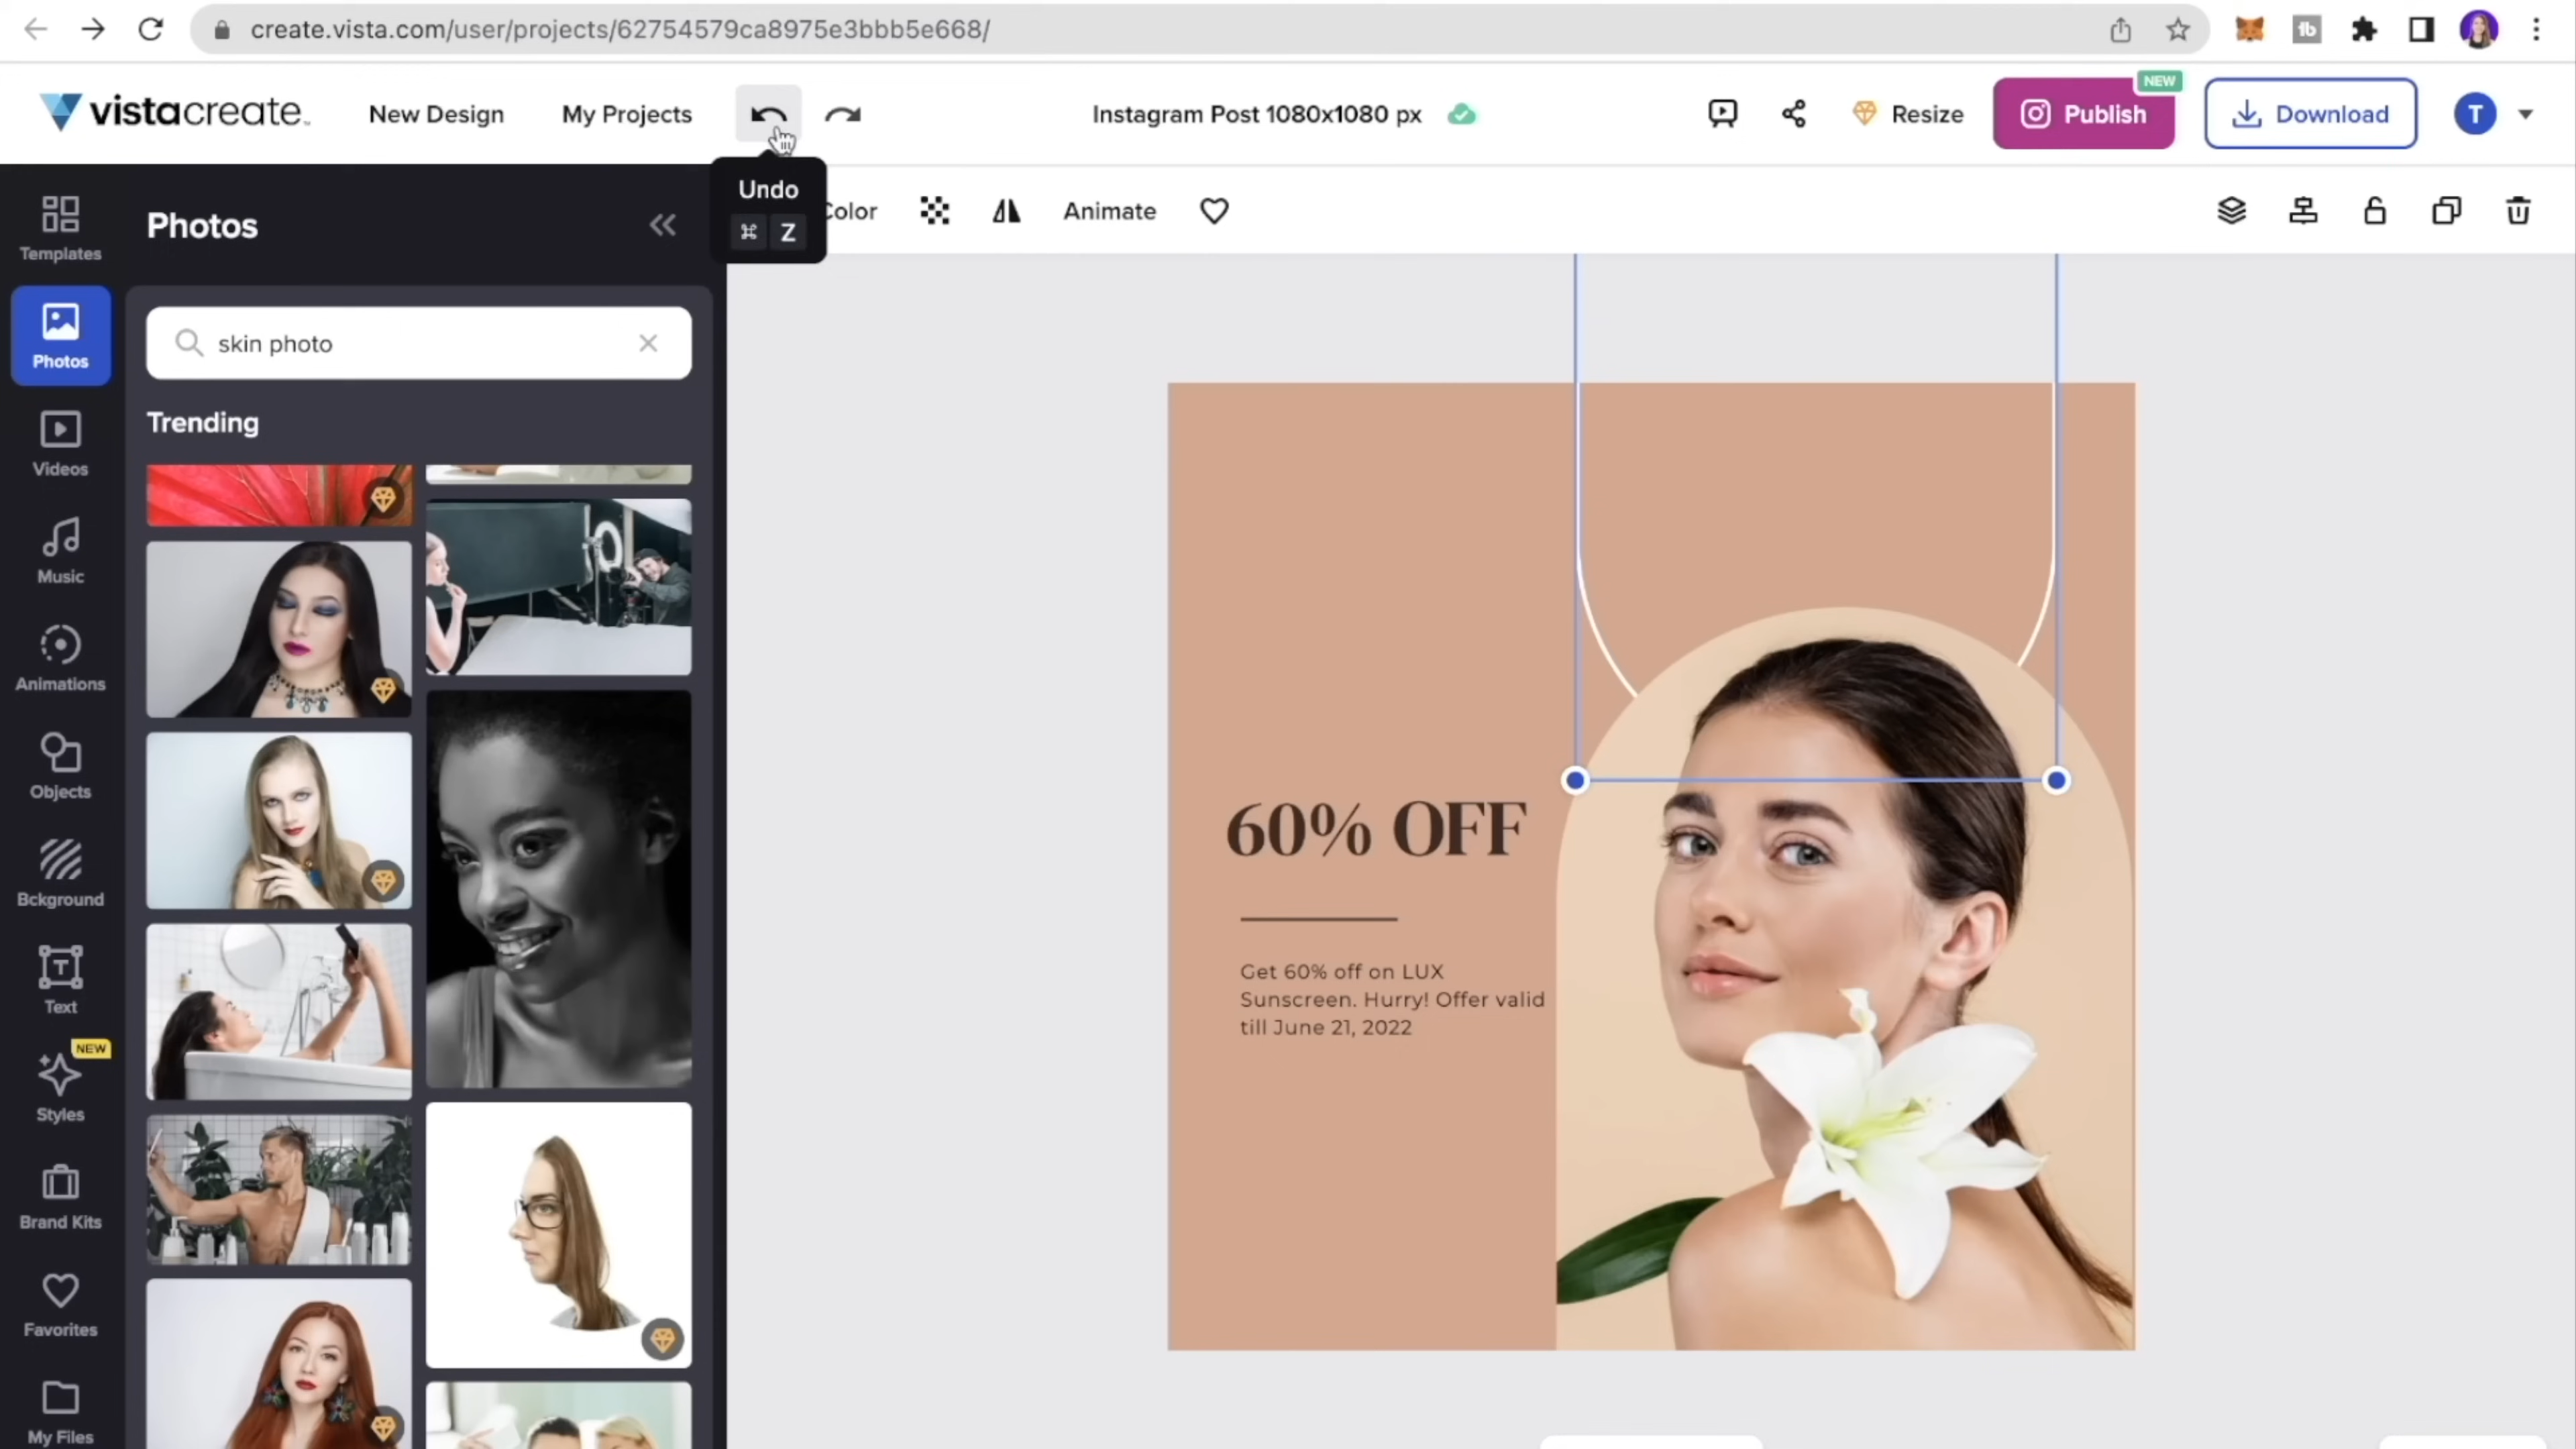 create.vista.com/user/projects/62754579ca8975e3bbb5e668/
vistacreate
New Design
My Projects
Instagram Post 1080x1080 px
Resize
NEW
Publish
Download
T
Undo
⌘ Z
Color
Animate
Templates
Photos
Videos
Music
Animations
Objects
Bckground
Text
NEW
Styles
Brand Kits
Favorites
My Files
Photos
skin photo
Trending
60% OFF
Get 60% off on LUX
Sunscreen. Hurry! Offer valid
till June 21, 2022